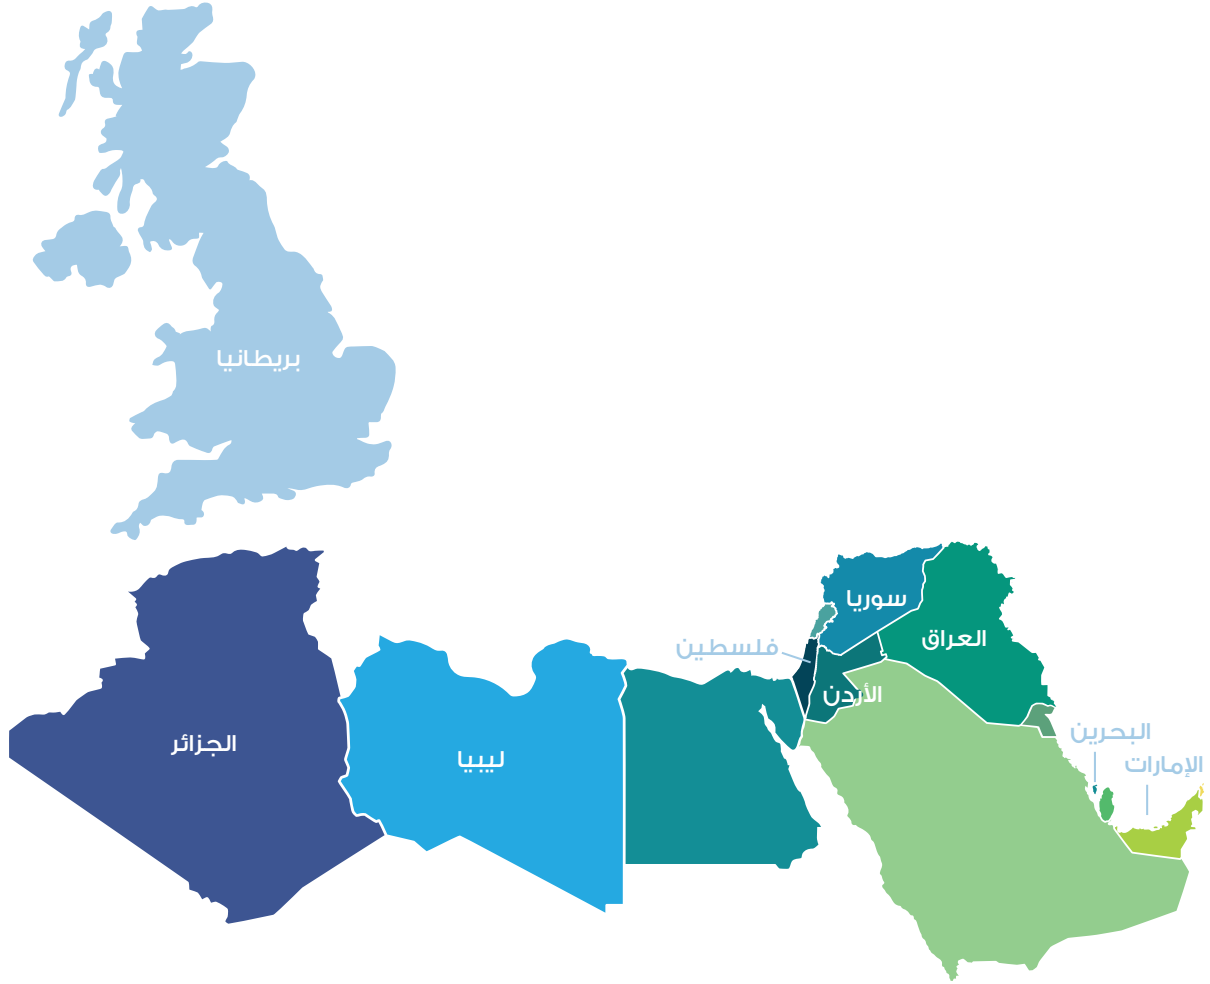 بريطانيا
سوريا
العراق
فلسطين
الأردن
البحرين
الجزائر
ليبيا
الإمارات